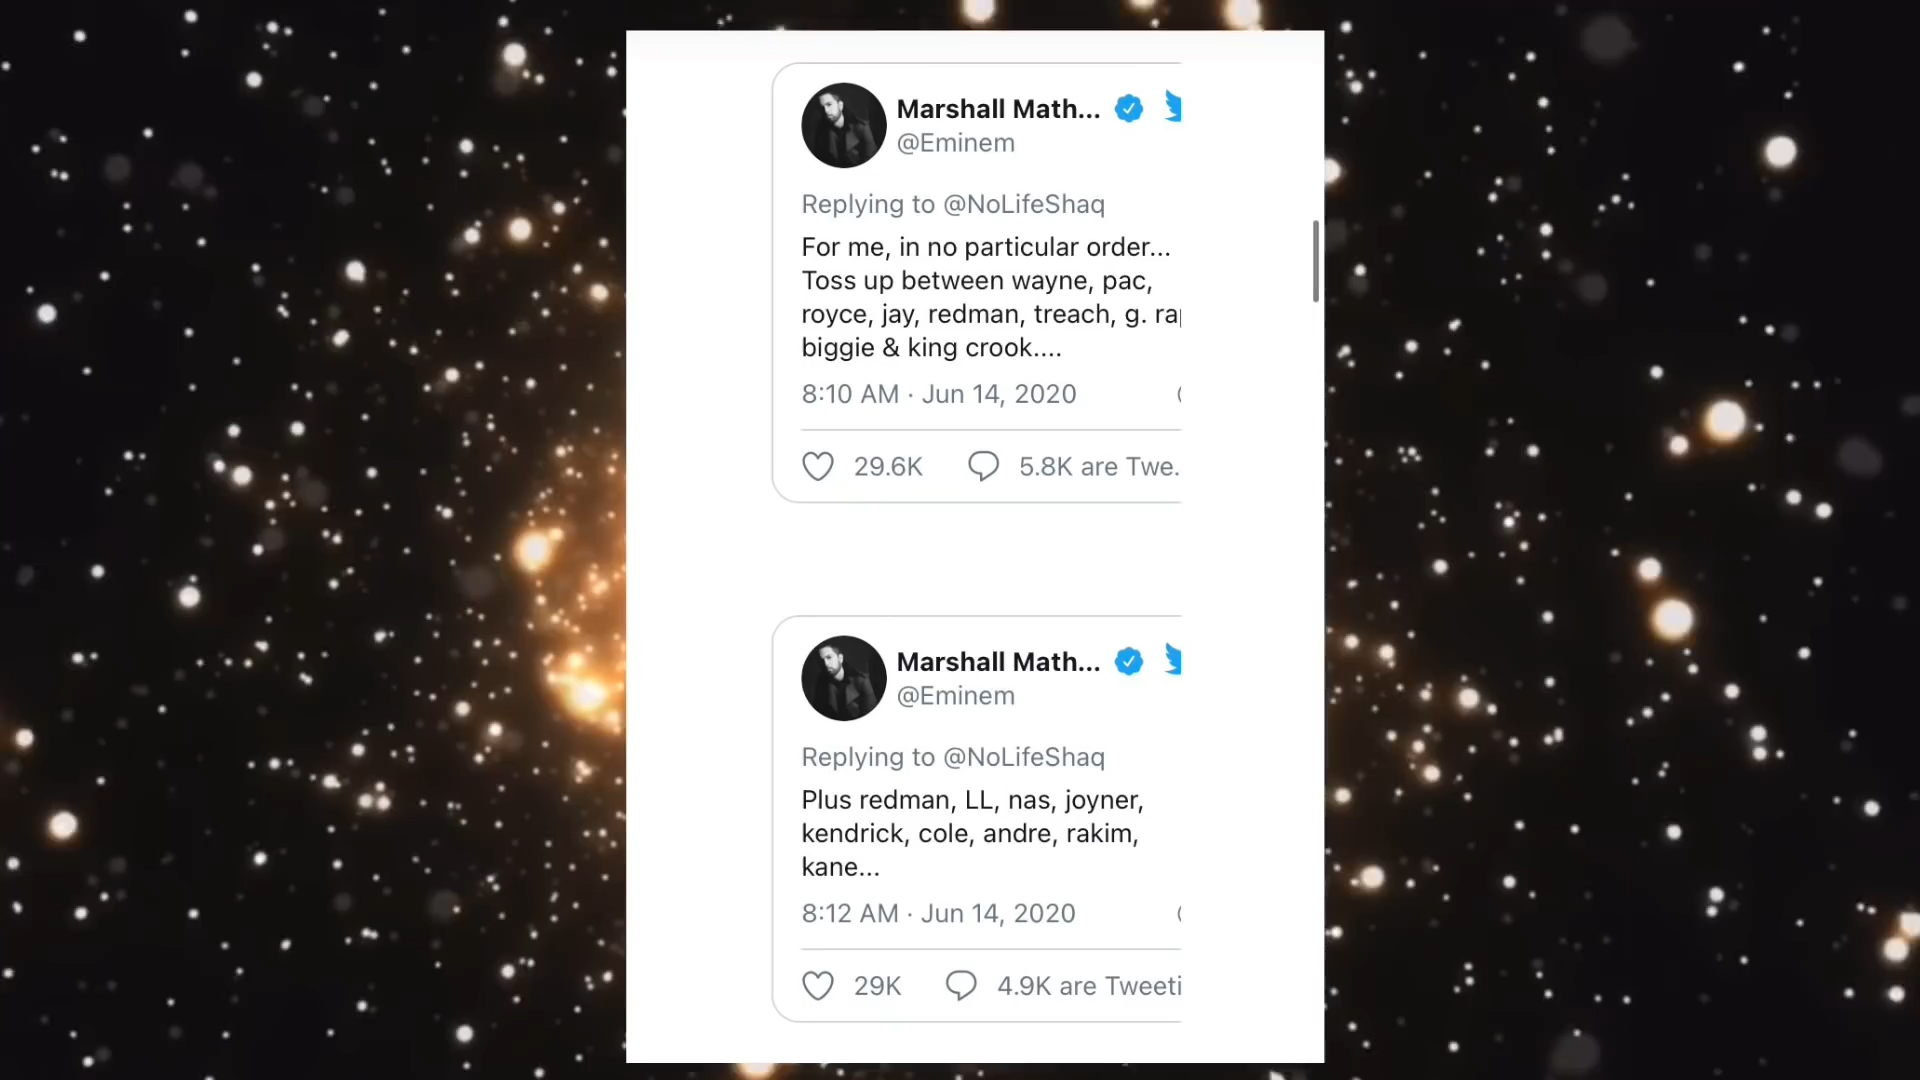 Marshall Math...
@Eminem
Replying to @NoLifeShaq
For me, in no particular order...
Toss up between wayne, pac,
royce, jay, redman, treach, g.
biggie & king crook....
8:10 AM · Jun 14, 2020
29.6K 5.8K are Twe.
Marshall Math...
@Eminem
Replying to @NoLifeShaq
Plus redman, LL, nas, joyner,
kendrick, cole, andre, rakim,
kane...
8:12 AM · Jun 14, 2020
29K 4.9K are Tweeti